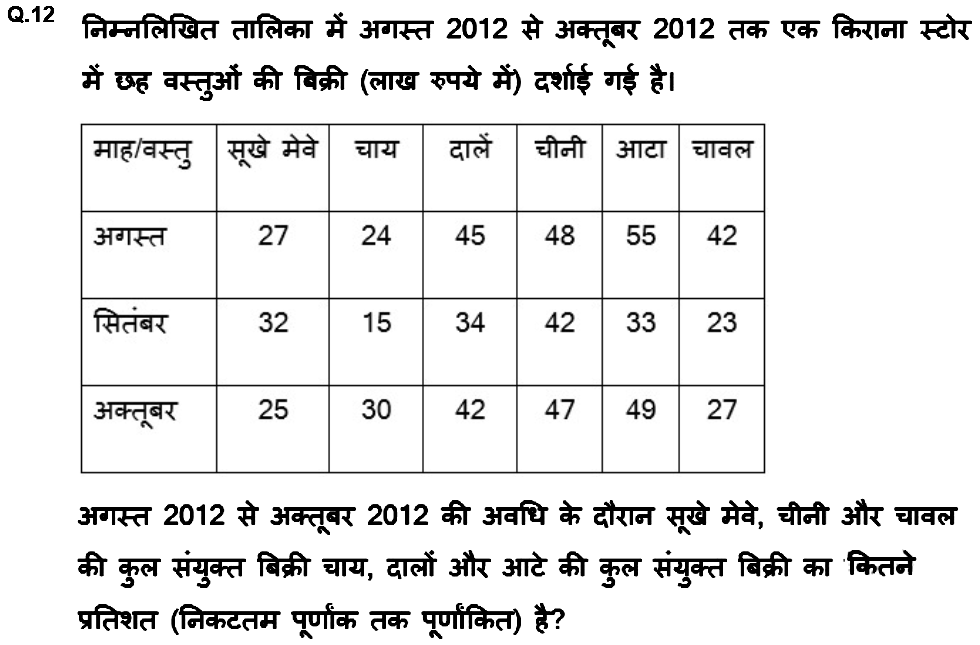 Q.12 निम्नलिखित तालिका में अगस्त 2012 से अक्तूबर 2012 तक एक किराना स्टोर
में छह वस्तुओं की बिक्री (लाख रुपये में) दर्शाई गई है।
माह/वस्तु सूखे मेवे चाय दालें चीनी आटा चावल
अगस्त 27 24 45 48 55 42
सितंबर 32 15 34 42 33 23
अक्तूबर 25 30 42 47 49 27
अगस्त 2012 से अक्तूबर 2012 की अवधि के दौरान सूखे मेवे, चीनी और चावल
की कुल संयुक्त बिक्री चाय, दालों और आटे की कुल संयुक्त बिक्री का कितने
प्रतिशत (निकटतम पूर्णांक तक पूर्णांकित) है?